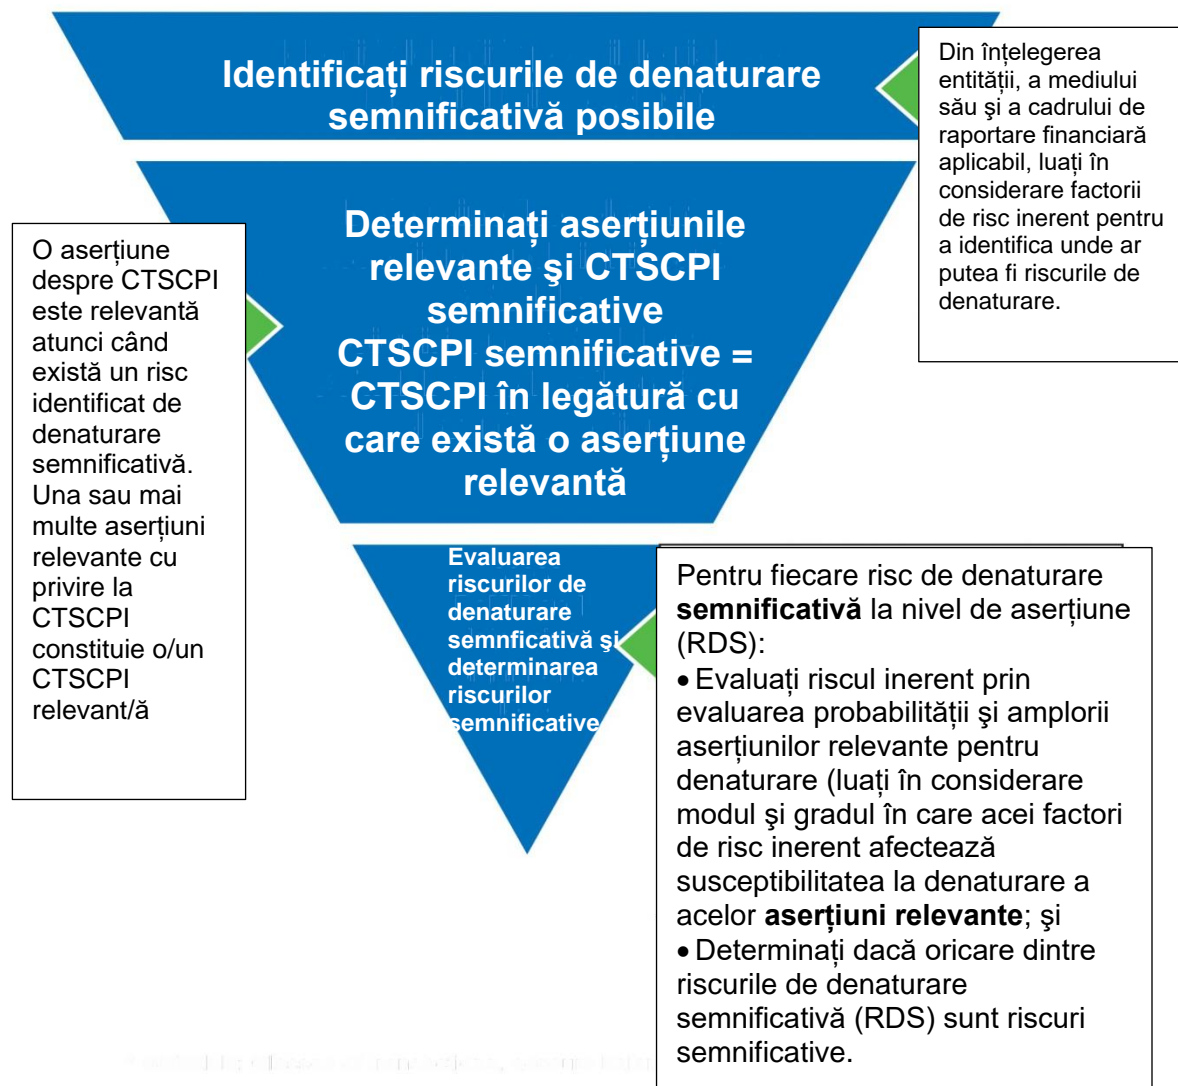 Identificați riscurile de denaturare
semnificativă posibile
Din înțelegerea
entității, a mediului
său şi a cadrului de
raportare financiară
aplicabil, luați în
considerare factorii
de risc inerent pentru
a identifica unde ar
putea fi riscurile de
denaturare.
Determinați aserțiunile
relevante şi CTSCPI
semnificative
CTSCPI semnificative =
CTSCPI în legătură cu
care există o aserțiune
relevantă
O aserțiune
despre CTSCPI
este relevantă
atunci când
există un risc
identificat de
denaturare
semnificativă.
Una sau mai
multe aserțiuni
relevante cu
privire la
CTSCPI
constituie o/un
CTSCPI
relevant/ă
Evaluarea
riscurilor de
denaturare
semnficativă şi
determinarea
riscurilor
semnificative
Pentru fiecare risc de denaturare
semnificativă la nivel de aserțiune
(RDS):
• Evaluați riscul inerent prin
evaluarea probabilității şi amplorii
aserțiunilor relevante pentru
denaturare (luați în considerare
modul şi gradul în care acei factori
de risc inerent afectează
susceptibilitatea la denaturare a
acelor aserțiuni relevante; şi
• Determinați dacă oricare dintre
riscurile de denaturare
semnificativă (RDS) sunt riscuri
semnificative.